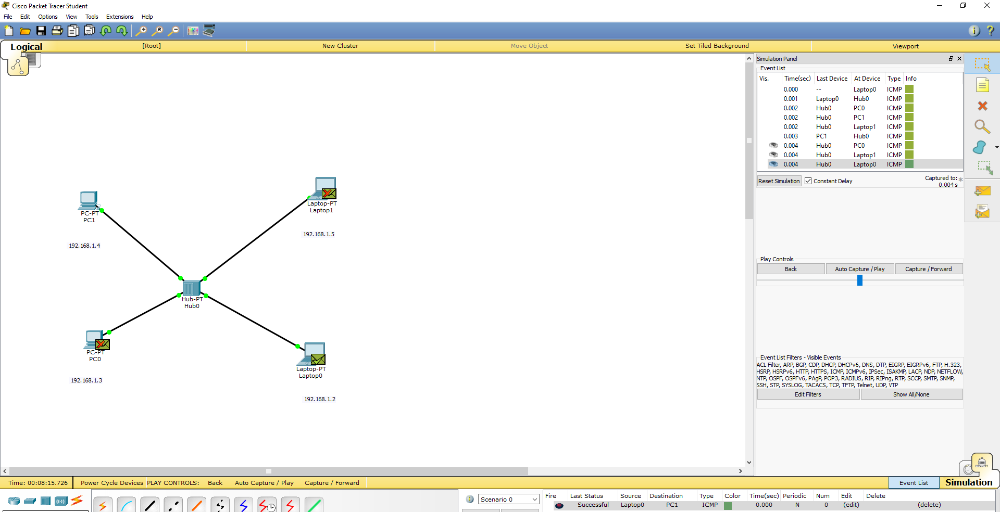 Cisco Packet Tracer Student
File Edit Options View Tools Extensions Help
Logical [Root] New Cluster Move Object Set Tiled Background Viewport
Simulation Panel
Event List
Vis. Time(sec) Last Device At Device Type Info
0.000 -- Laptop0 ICMP
0.001 Laptop0 Hub0 ICMP
0.002 Hub0 PC0 ICMP
0.002 Hub0 PC1 ICMP
0.002 Hub0 Laptop1 ICMP
0.003 PC1 Hub0 ICMP
0.004 Hub0 PC0 ICMP
0.004 Hub0 Laptop1 ICMP
0.004 Hub0 Laptop0 ICMP
Reset Simulation Constant Delay Captured to: *
0.004 s
PC-PT
PC1
192.168.1.4
Laptop-PT
Laptop1
192.168.1.5
Hub-PT
Hub0
PC-PT
PC0
192.168.1.3
Laptop-PT
Laptop0
192.168.1.2
Play Controls
Back Auto Capture / Play Capture / Forward
Event List Filters - Visible Events
ACL Filter, ARP, BGP, CDP, DHCP, DHCPv6, DNS, DTP, EIGRP, EIGRPv6, FTP, H.323,
HSRP, HSRPv6, HTTP, HTTPS, ICMP, ICMPv6, IPSec, ISAKMP, LACP, NDP, NETFLOW,
NTP, OSPF, OSPFv6, PAgP, POP3, RADIUS, RIP, RIPng, RTP, SCCP, SMTP, SNMP,
SSH, STP, SYSLOG, TACACS, TCP, TFTP, Telnet, UDP, VTP
Edit Filters Show All/None
Time: 00:08:15.726 Power Cycle Devices PLAY CONTROLS: Back Auto Capture / Play Capture / Forward Event List Simulation
Scenario 0
Fire Last Status Source Destination Type Color Time(sec) Periodic Num Edit Delete
Successful Laptop0 PC1 ICMP 0.000 N 0 (edit) (delete)